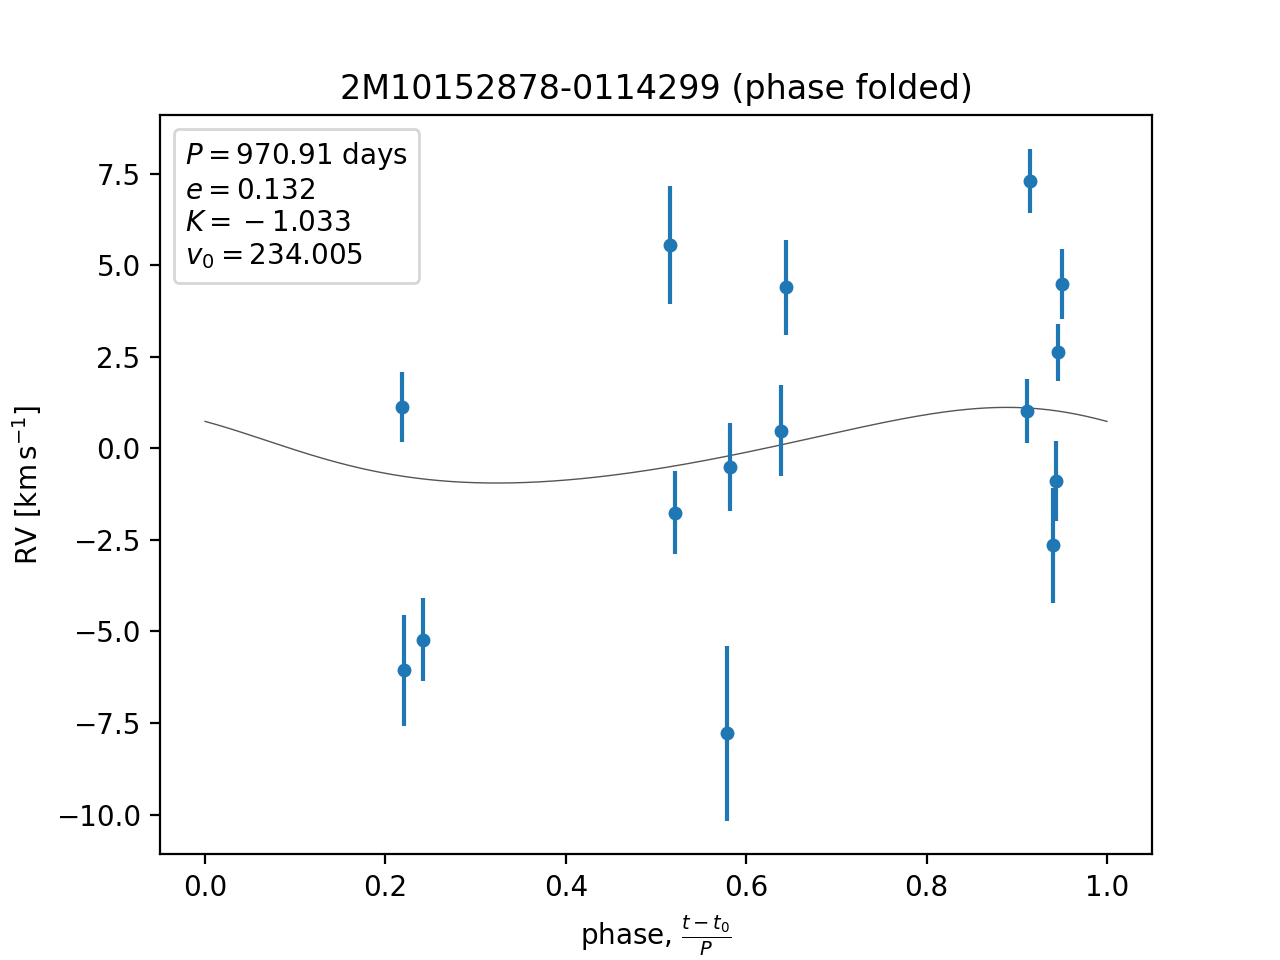 2M10152878-0114299 (phase folded)
P = 970.91 days
e = 0.132
K = −1.033
v₀ = 234.005
7.5
5.0
2.5
0.0
−2.5
−5.0
−7.5
−10.0
RV [km s⁻¹]
0.0 0.2 0.4 0.6 0.8 1.0
phase, (t − t₀)/P